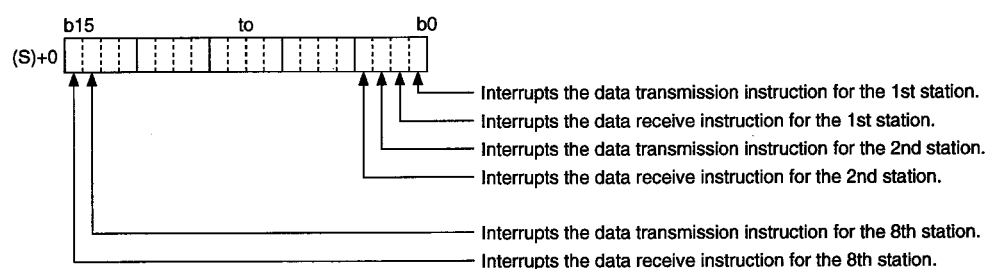 b15 to b0
(S)+0
Interrupts the data transmission instruction for the 1st station.
Interrupts the data receive instruction for the 1st station.
Interrupts the data transmission instruction for the 2nd station.
Interrupts the data receive instruction for the 2nd station.
Interrupts the data transmission instruction for the 8th station.
Interrupts the data receive instruction for the 8th station.